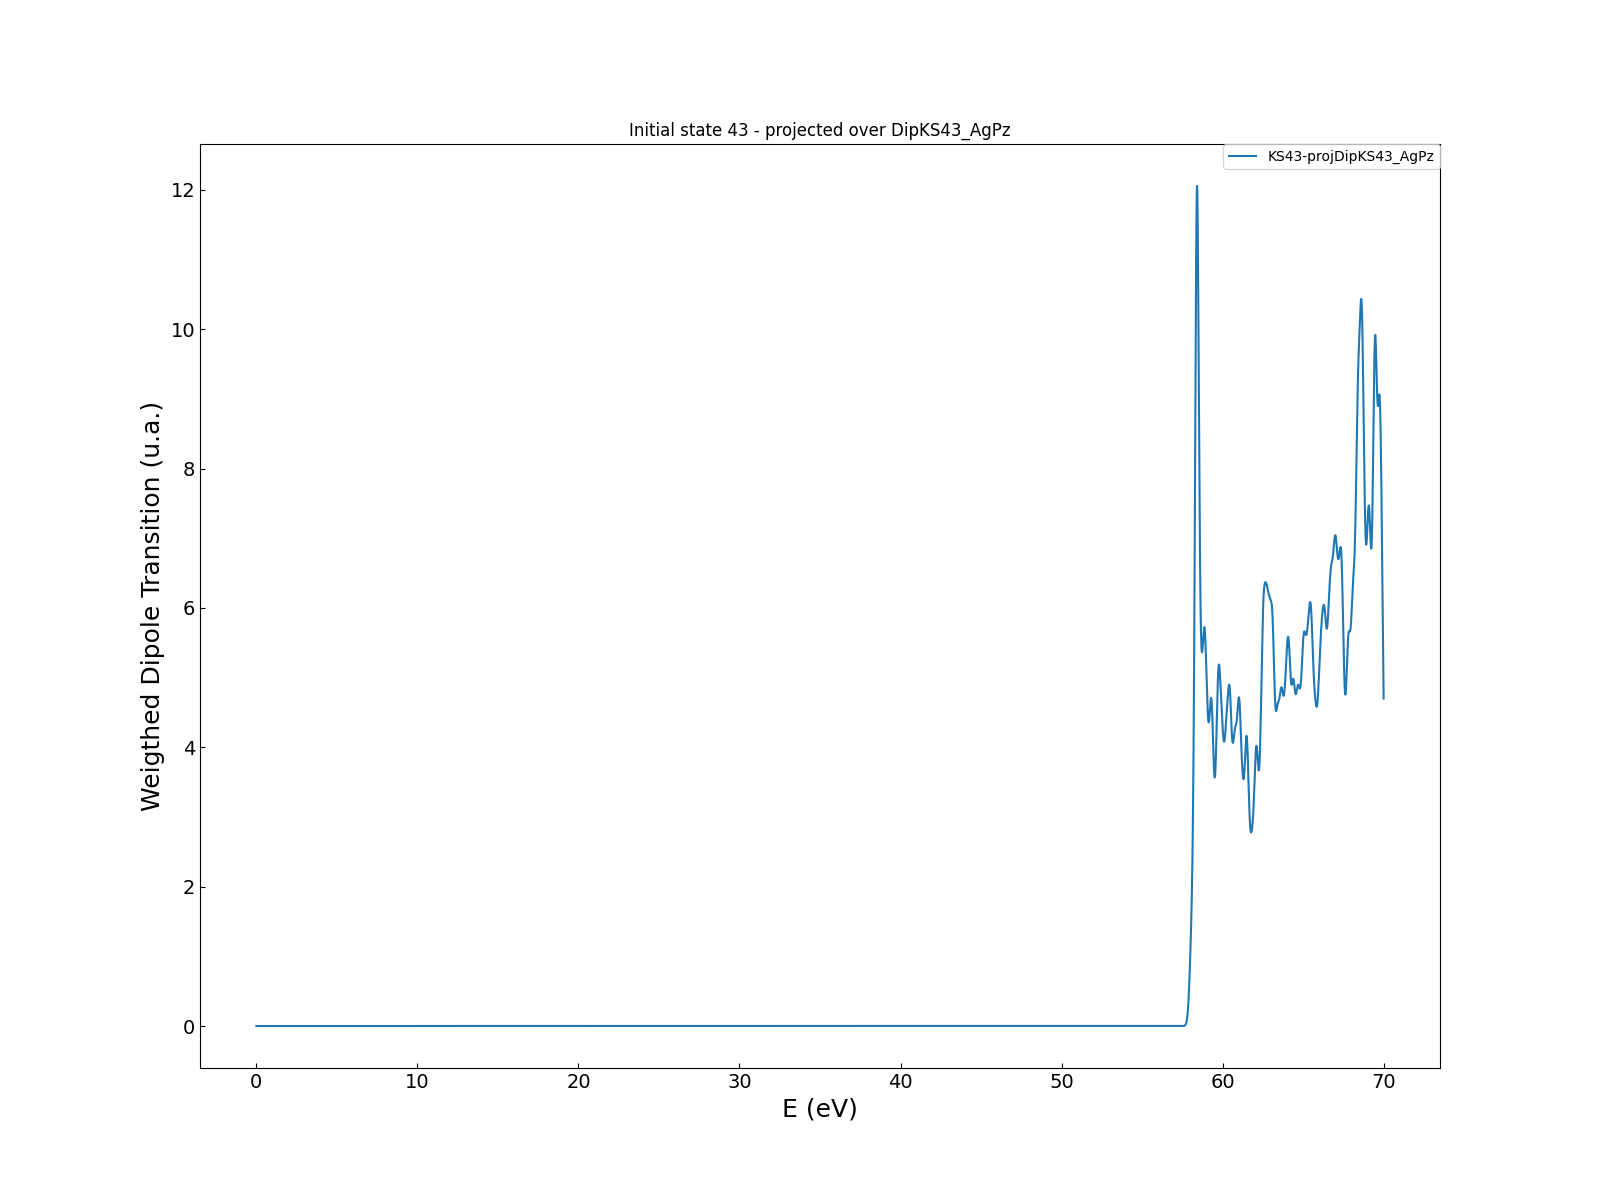 Initial state 43 - projected over DipKS43_AgPz
KS43-projDipKS43_AgPz
12
10
8
6
4
2
0
Weigthed Dipole Transition (u.a.)
0 10 20 30 40 50 60 70
E (eV)